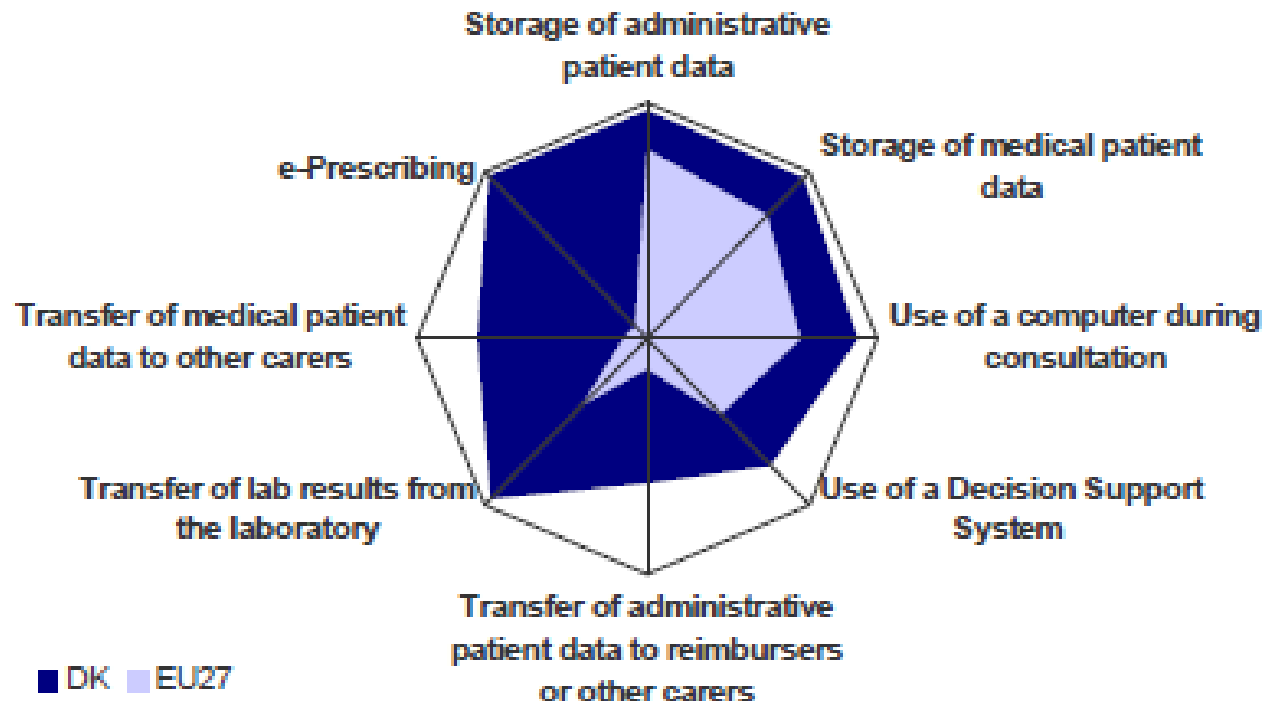 Storage of administrative
patient data
Storage of medical patient
data
Use of a computer during
consultation
Use of a Decision Support
System
Transfer of administrative
patient data to reimbursers
or other carers
Transfer of lab results from
the laboratory
Transfer of medical patient
data to other carers
e-Prescribing
DK
EU27